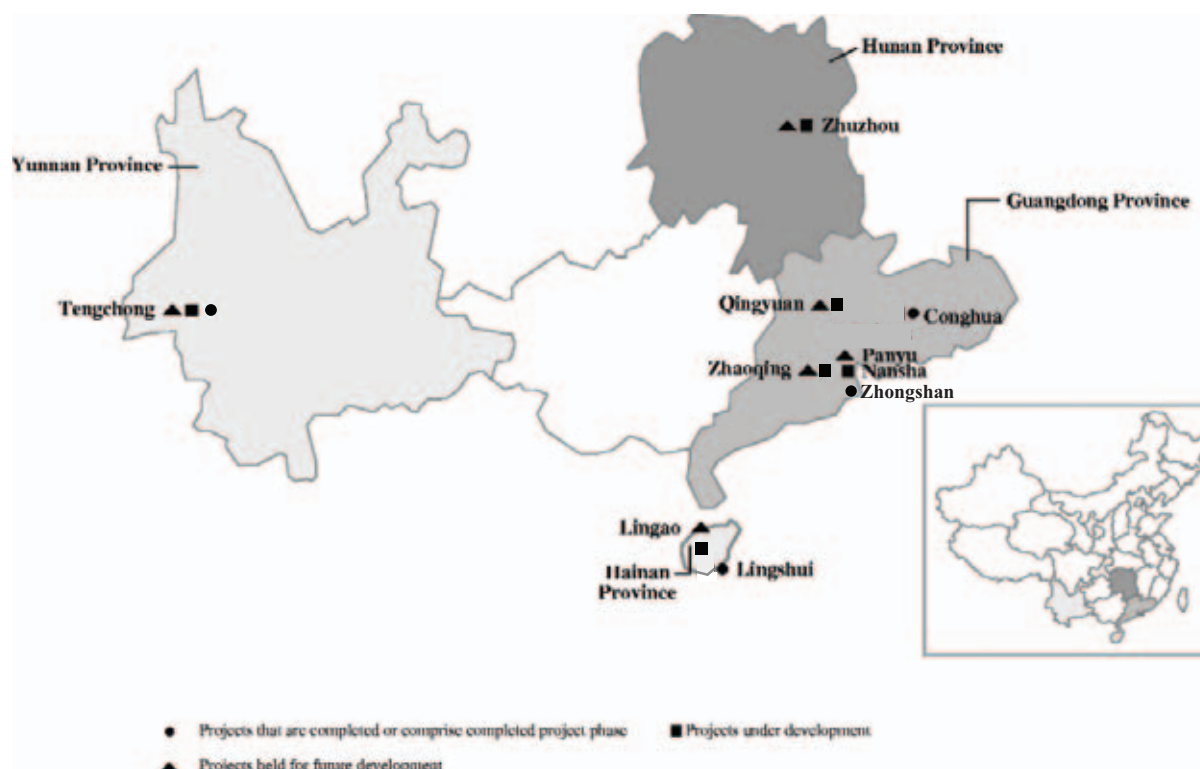 Hunan Province
Zhuzhou
Yunnan Province
Guangdong Province
Tengchong
Qingyuan
Conghua
Panyu
Zhaoqing
Nansha
Zhongshan
Lingao
Hainan
Province
Lingshui
Projects that are completed or comprise completed project phase
Projects under development
Projects held for future development